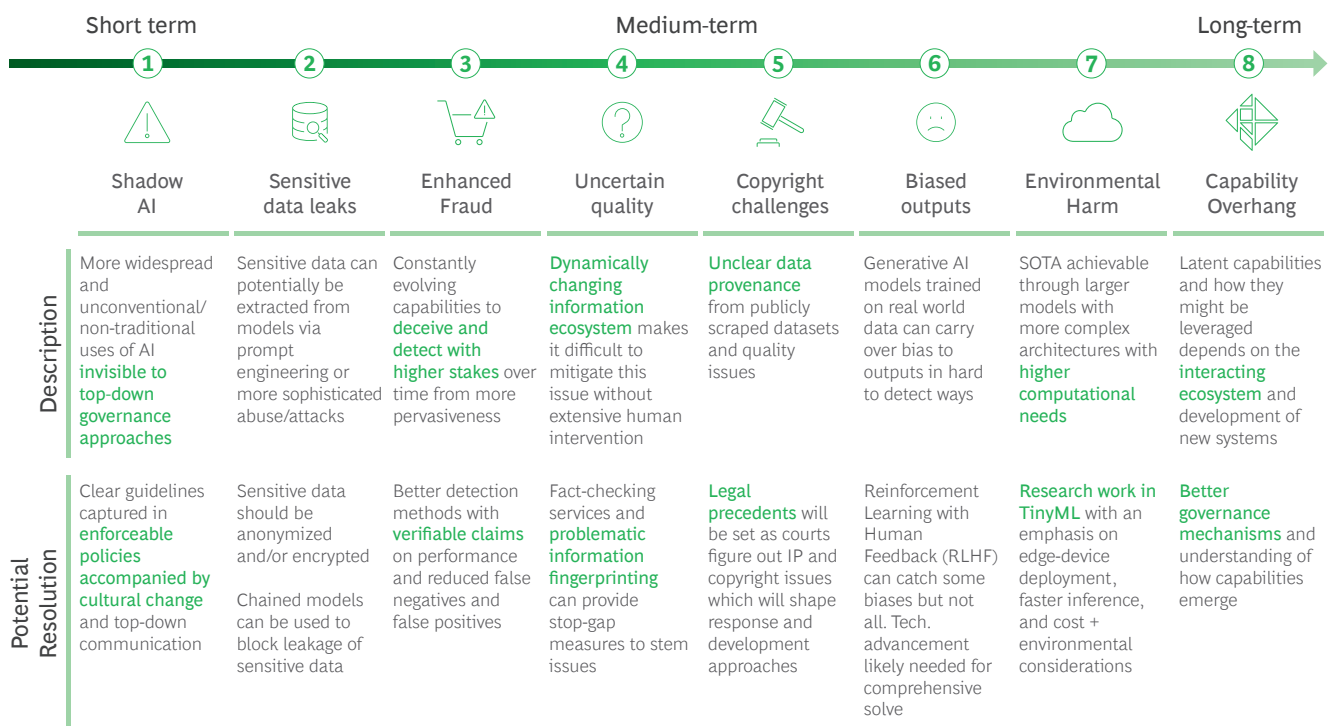 Short term
Medium-term
Long-term
1
2
3
4
5
6
7
8
Shadow
AI
Sensitive
data leaks
Enhanced
Fraud
Uncertain
quality
Copyright
challenges
Biased
outputs
Environmental
Harm
Capability
Overhang
Description
More widespread
and
unconventional/
non-traditional
uses of AI
invisible to
top-down
governance
approaches
Sensitive data can
potentially be
extracted from
models via
prompt
engineering or
more sophisticated
abuse/attacks
Constantly
evolving
capabilities to
deceive and
detect with
higher stakes over
time from more
pervasiveness
Dynamically
changing
information
ecosystem makes
it difficult to
mitigate this
issue without
extensive human
intervention
Unclear data
provenance
from publicly
scraped datasets
and quality
issues
Generative AI
models trained
on real world
data can carry
over bias to
outputs in hard
to detect ways
SOTA achievable
through larger
models with
more complex
architectures with
higher
computational
needs
Latent capabilities
and how they
might be
leveraged
depends on the
interacting
ecosystem and
development of
new systems
Potential
Resolution
Clear guidelines
captured in
enforceable
policies
accompanied by
cultural change
and top-down
communication
Sensitive data
should be
anonymized
and/or encrypted
Chained models
can be used to
block leakage of
sensitive data
Better detection
methods with
verifiable claims
on performance
and reduced false
negatives and
false positives
Fact-checking
services and
problematic
information
fingerprinting
can provide
stop-gap
measures to stem
issues
Legal
precedents will
be set as courts
figure out IP and
copyright issues
which will shape
response and
development
approaches
Reinforcement
Learning with
Human
Feedback (RLHF)
can catch some
biases but not
all. Tech.
advancement
likely needed for
comprehensive
solve
Research work in
TinyML with an
emphasis on
edge-device
deployment,
faster inference,
and cost +
environmental
considerations
Better
governance
mechanisms and
understanding of
how capabilities
emerge